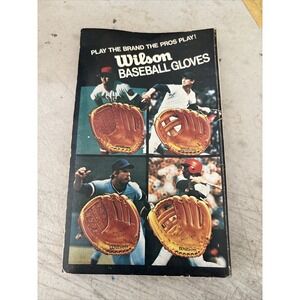 PLAY THE BRAND THE PROS PLAY!
Wilson
BASEBALL GLOVES